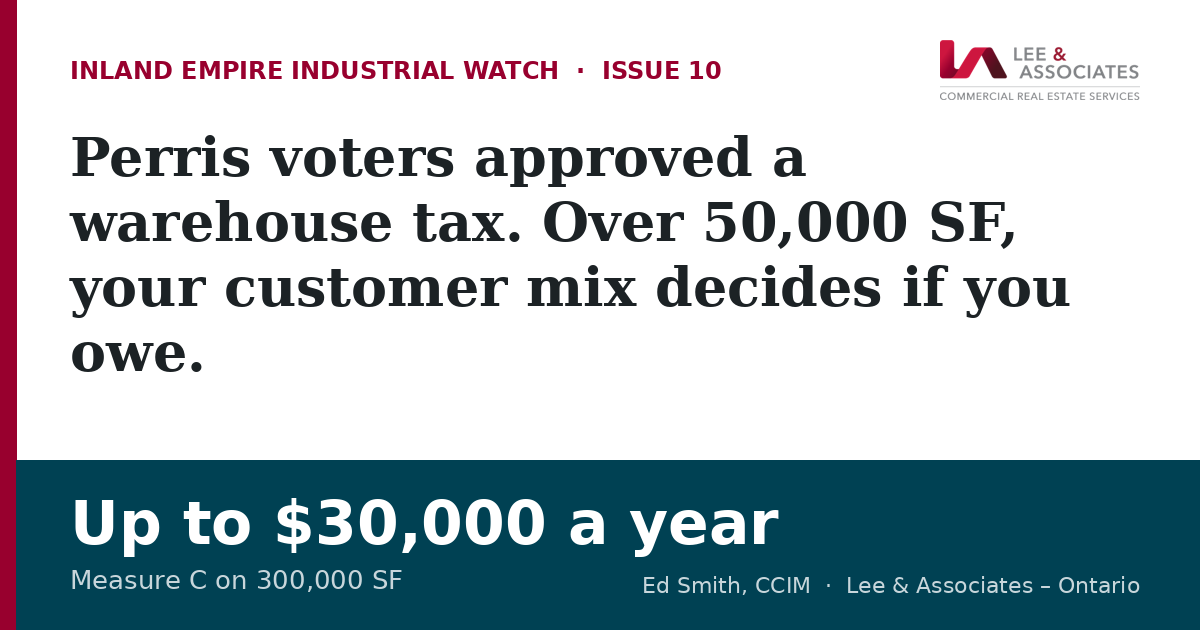 INLAND EMPIRE INDUSTRIAL WATCH · ISSUE 10
LEE &
ASSOCIATES
COMMERCIAL REAL ESTATE SERVICES
Perris voters approved a
warehouse tax. Over 50,000 SF,
your customer mix decides if you
owe.
Up to $30,000 a year
Measure C on 300,000 SF
Ed Smith, CCIM · Lee & Associates – Ontario